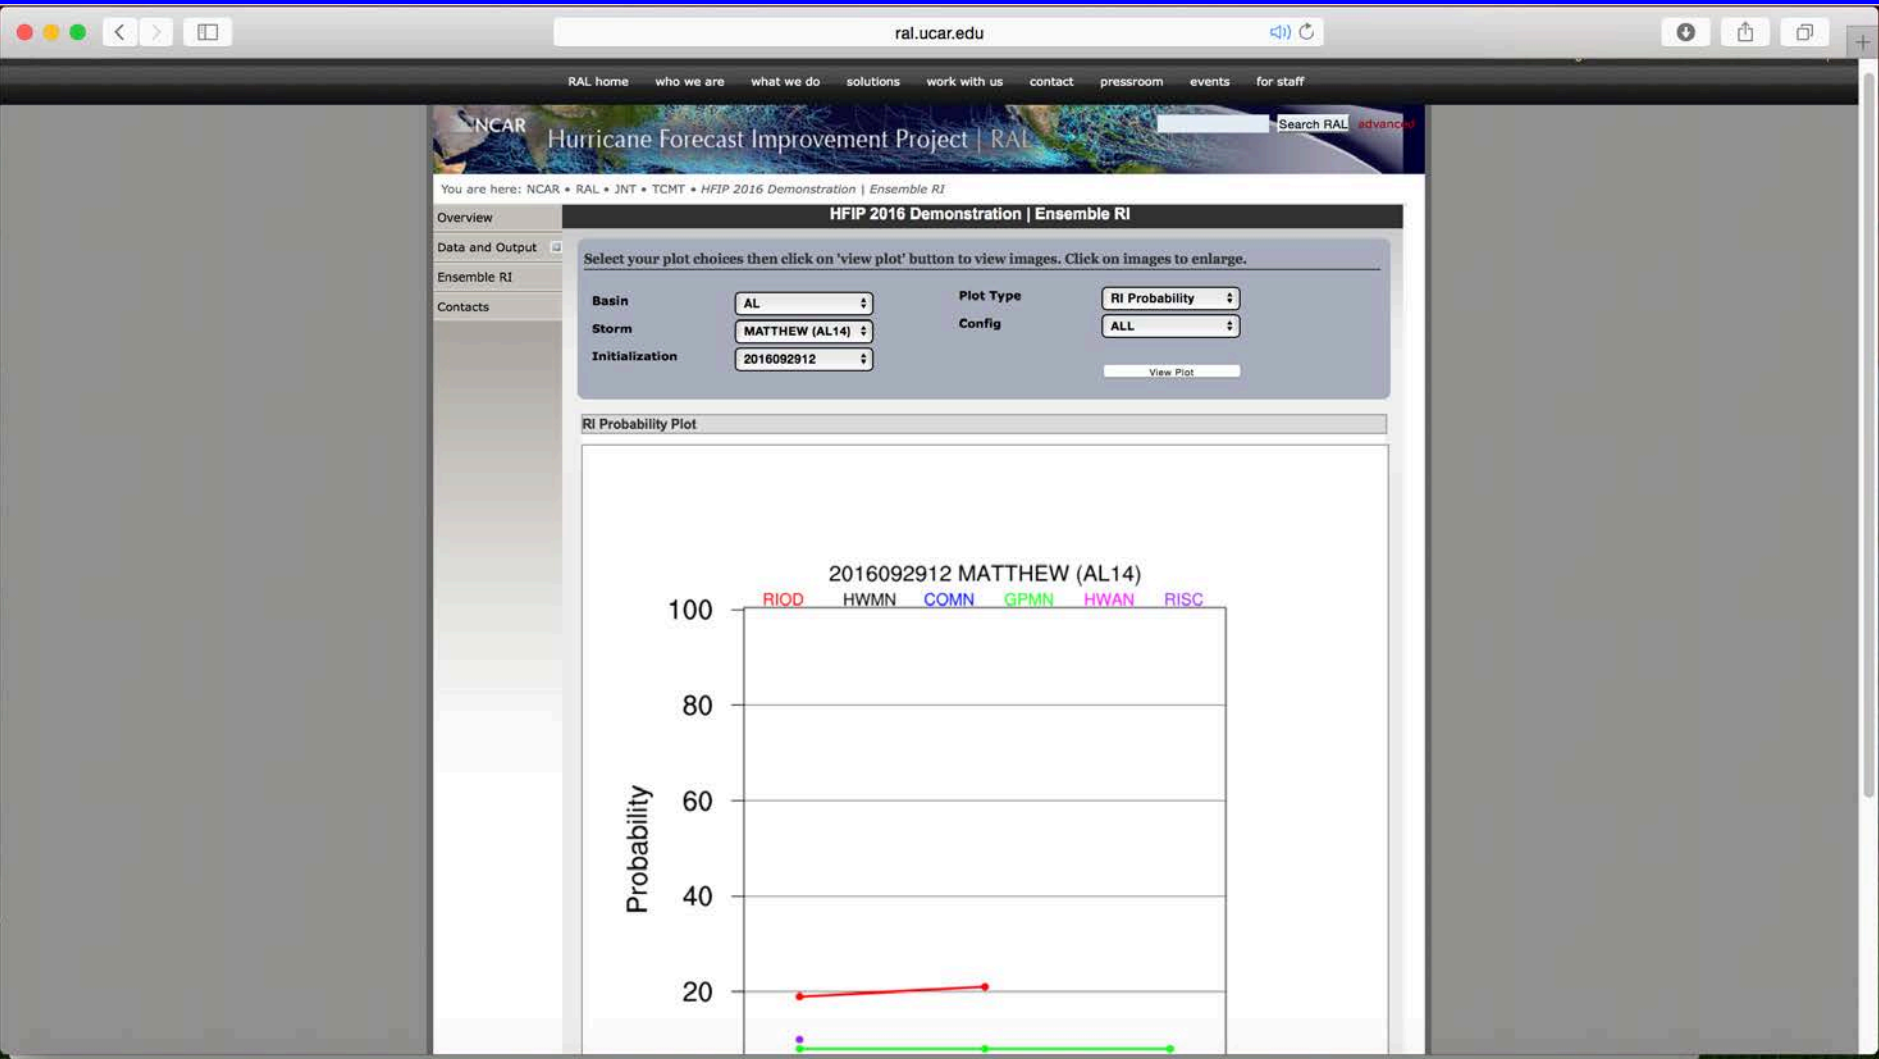 ral.ucar.edu
RAL home who we are what we do solutions work with us contact pressroom events for staff
NCAR
Hurricane Forecast Improvement Project | RAL
Search RAL advanced
You are here: NCAR • RAL • JNT • TCMT • HFIP 2016 Demonstration | Ensemble RI
Overview
Data and Output
Ensemble RI
Contacts
HFIP 2016 Demonstration | Ensemble RI
Select your plot choices then click on 'view plot' button to view images. Click on images to enlarge.
Basin AL Plot Type RI Probability
Storm MATTHEW (AL14) Config ALL
Initialization 2016092912
View Plot
RI Probability Plot
2016092912 MATTHEW (AL14)
RIOD HWMN COMN GPMN HWAN RISC
100
80
60
40
20
Probability